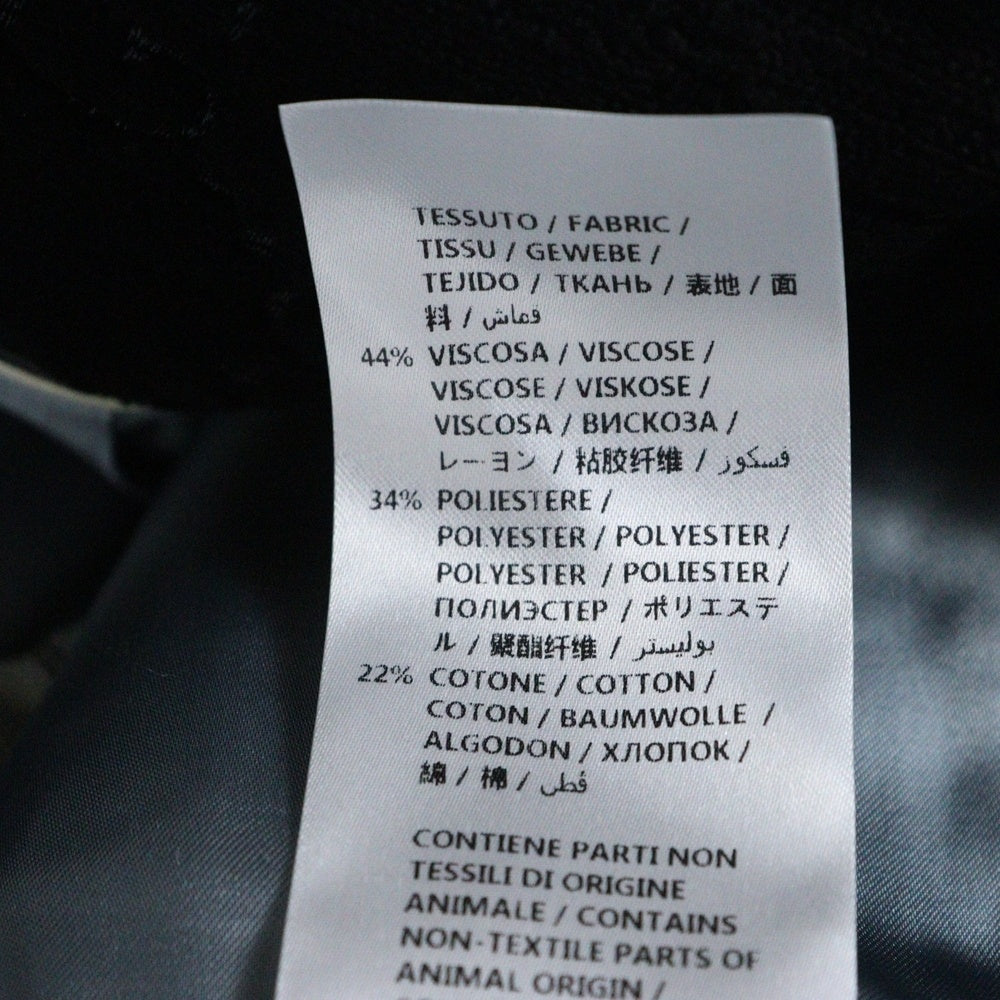 TESSUTO / FABRIC /
TISSU / GEWEBE /
TEJIDO / ТКАНЬ / 表地 / 面
料 / قماش
44% VISCOSA / VISCOSE /
VISCOSE / VISKOSE /
VISCOSA / ВИСКОЗА /
レーヨン / 粘胶纤维 / فسكوز
34% POLIESTERE /
POLYESTER / POLYESTER /
POLYESTER / POLIESTER /
ПОЛИЭСТЕР / ポリエステ
ル / 聚酯纤维 / بوليستر
22% COTONE / COTTON /
COTON / BAUMWOLLE /
ALGODON / ХЛОПОК /
綿 / 棉 / قطن
CONTIENE PARTI NON
TESSILI DI ORIGINE
ANIMALE / CONTAINS
NON-TEXTILE PARTS OF
ANIMAL ORIGIN /